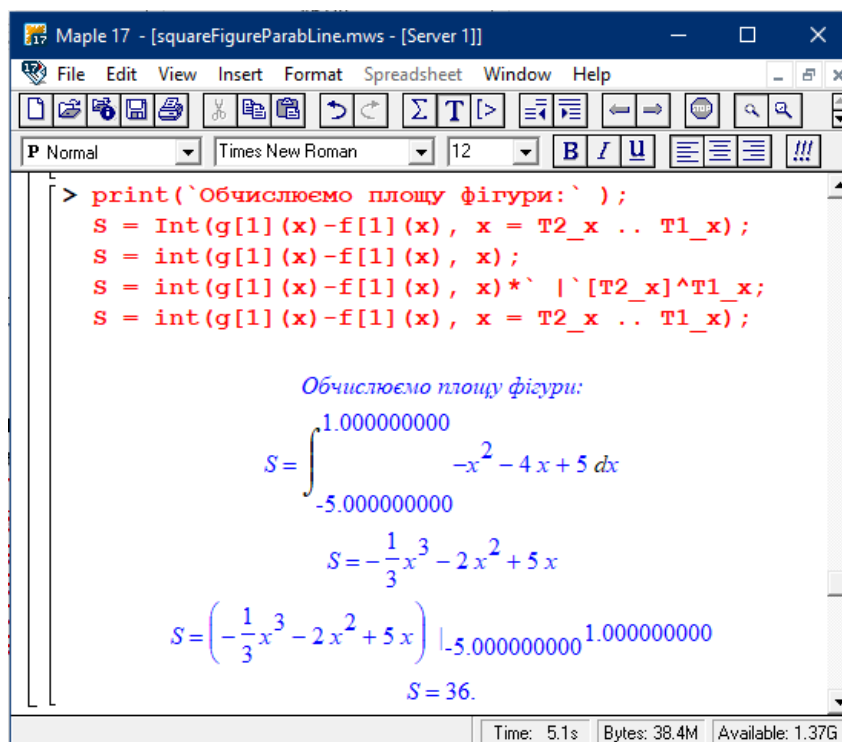 Maple 17 - [squareFigureParabLine.mws - [Server 1]]
File Edit View Insert Format Spreadsheet Window Help
P Normal Times New Roman 12 B I U !!!
> print(`Обчислюємо площу фігури:` );
S = Int(g[1](x)-f[1](x), x = T2_x .. T1_x);
S = int(g[1](x)-f[1](x), x);
S = int(g[1](x)-f[1](x), x)*` |`[T2_x]^T1_x;
S = int(g[1](x)-f[1](x), x = T2_x .. T1_x);
Обчислюємо площу фігури:
S = ∫_{-5.000000000}^{1.000000000} -x^2 - 4 x + 5 dx
S = -1/3 x^3 - 2 x^2 + 5 x
S = (-1/3 x^3 - 2 x^2 + 5 x) |_{-5.000000000}^{1.000000000}
S = 36.
Time: 5.1s Bytes: 38.4M Available: 1.37G